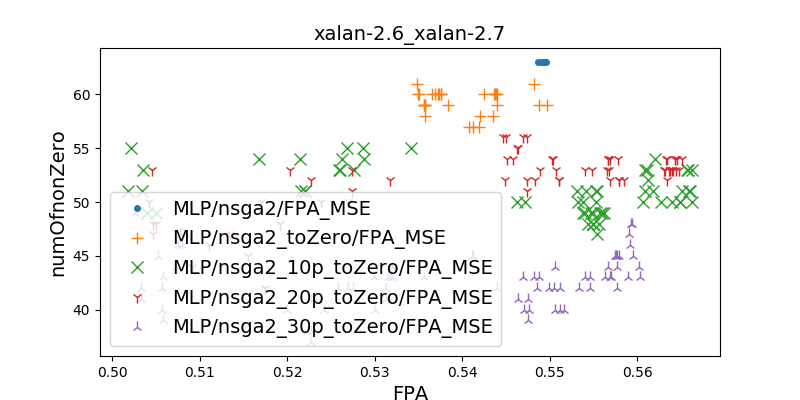 xalan-2.6_xalan-2.7
numOfnonZero
60
55
50
45
40
MLP/nsga2/FPA_MSE
MLP/nsga2_toZero/FPA_MSE
MLP/nsga2_10p_toZero/FPA_MSE
MLP/nsga2_20p_toZero/FPA_MSE
MLP/nsga2_30p_toZero/FPA_MSE
0.50 0.51 0.52 0.53 0.54 0.55 0.56
FPA